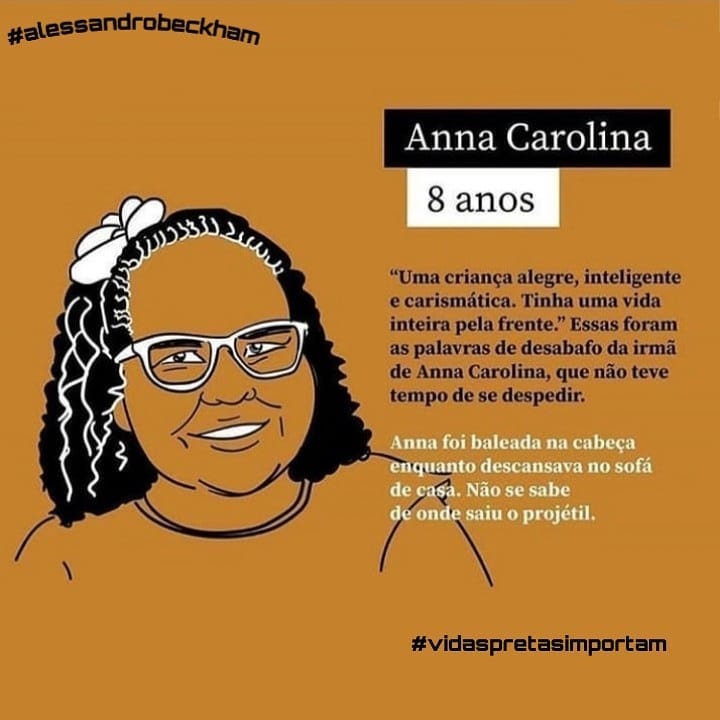 #alessandrobeckham
Anna Carolina
8 anos
“Uma criança alegre, inteligente
e carismática. Tinha uma vida
inteira pela frente.” Essas foram
as palavras de desabafo da irmã
de Anna Carolina, que não teve
tempo de se despedir.
Anna foi baleada na cabeça
enquanto descansava no sofá
de casa. Não se sabe
de onde saiu o projétil.
#vidaspretasimportam